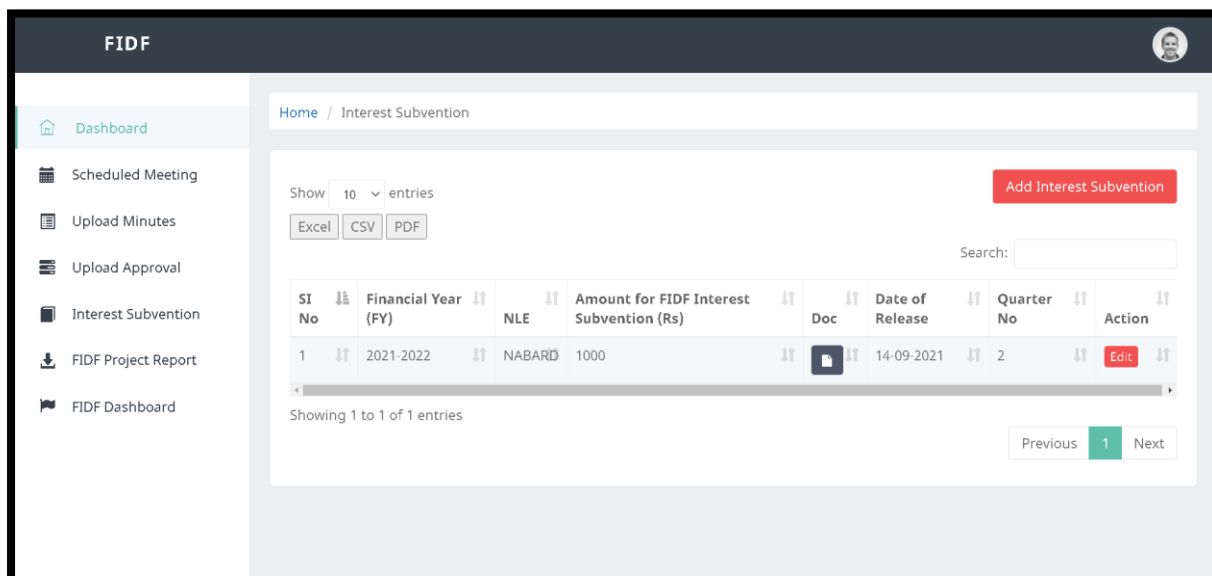 FIDF
Home / Interest Subvention
Dashboard
Scheduled Meeting
Upload Minutes
Upload Approval
Interest Subvention
FIDF Project Report
FIDF Dashboard
Add Interest Subvention
Show 10 entries
Excel CSV PDF
Search:
SI No Financial Year (FY) NLE Amount for FIDF Interest Subvention (Rs) Doc Date of Release Quarter No Action
1 2021-2022 NABARD 1000 14-09-2021 2 Edit
Showing 1 to 1 of 1 entries
Previous 1 Next